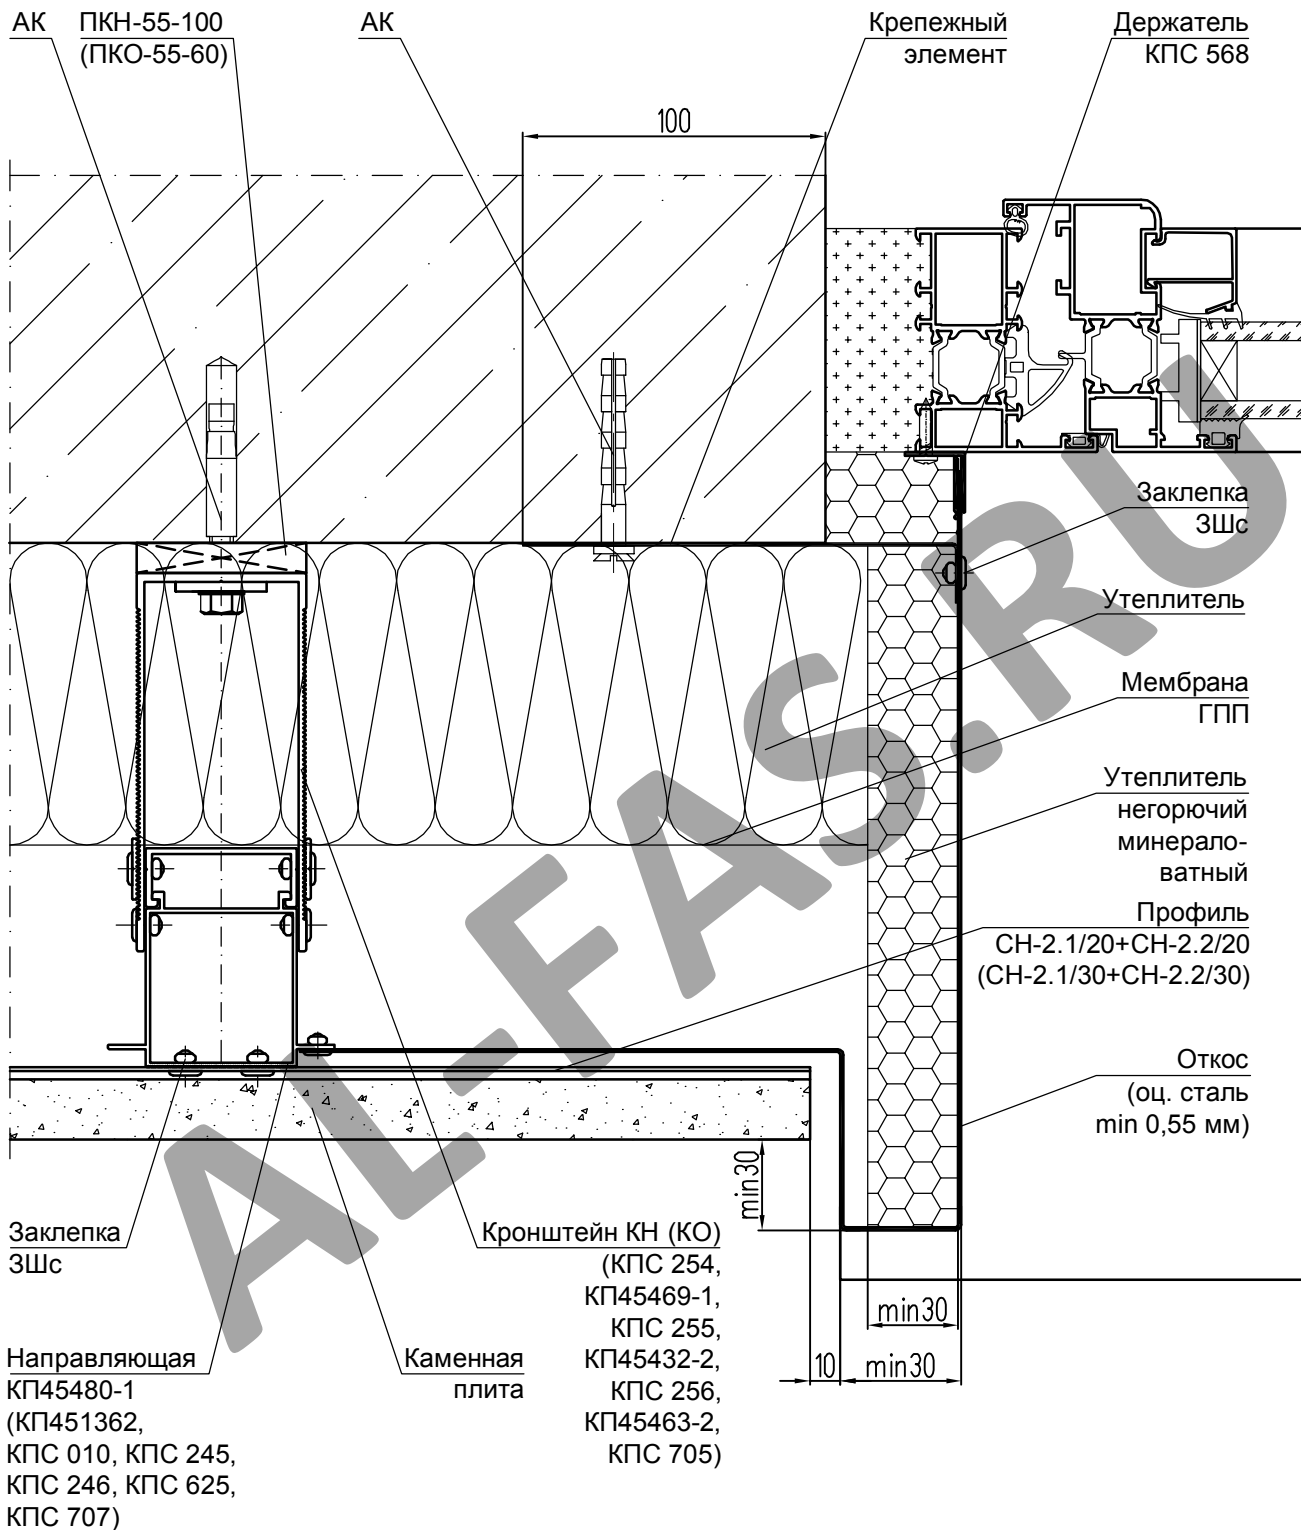 АК
ПКН-55-100
(ПКО-55-60)
АК
Крепежный
элемент
Держатель
КПС 568
100
Заклепка
ЗШс
Утеплитель
Мембрана
ГПП
Утеплитель
негорючий
минерало-
ватный
Профиль
СН-2.1/20+СН-2.2/20
(СН-2.1/30+СН-2.2/30)
Откос
(оц. сталь
min 0,55 мм)
min30
Заклепка
ЗШс
Кронштейн КН (КО)
(КПС 254,
КП45469-1,
КПС 255,
КП45432-2,
КПС 256,
КП45463-2,
КПС 705)
min30
10
min30
Направляющая
КП45480-1
(КП451362,
КПС 010, КПС 245,
КПС 246, КПС 625,
КПС 707)
Каменная
плита
AL-FAS.RU